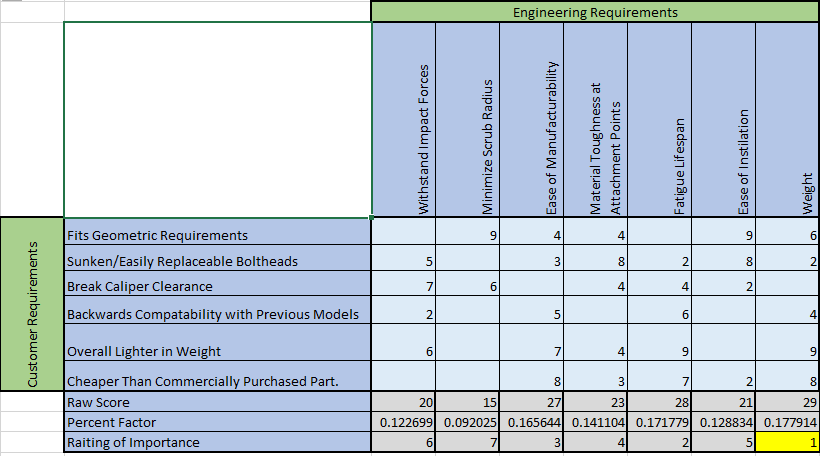 Engineering Requirements
Withstand Impact Forces
Minimize Scrub Radius
Ease of Manufacturability
Material Toughness at
Attachment Points
Fatigue Lifespan
Ease of Instilation
Weight
Customer Requirements
Fits Geometric Requirements 9 4 4 9 6
Sunken/Easily Replaceable Boltheads 5 3 8 2 8 2
Break Caliper Clearance 7 6 4 4 2
Backwards Compatability with Previous Models 2 5 6 4
Overall Lighter in Weight 6 7 4 9 9
Cheaper Than Commercially Purchased Part. 8 3 7 2 8
Raw Score 20 15 27 23 28 21 29
Percent Factor 0.122699 0.092025 0.165644 0.141104 0.171779 0.128834 0.177914
Raiting of Importance 6 7 3 4 2 5 1